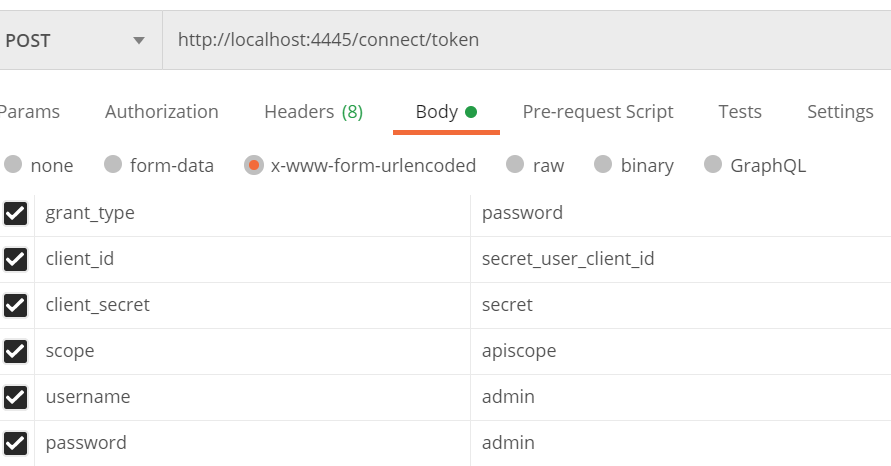 POST http://localhost:4445/connect/token
Params Authorization Headers (8) Body Pre-request Script Tests Settings
none form-data x-www-form-urlencoded raw binary GraphQL
grant_type password
client_id secret_user_client_id
client_secret secret
scope apiscope
username admin
password admin